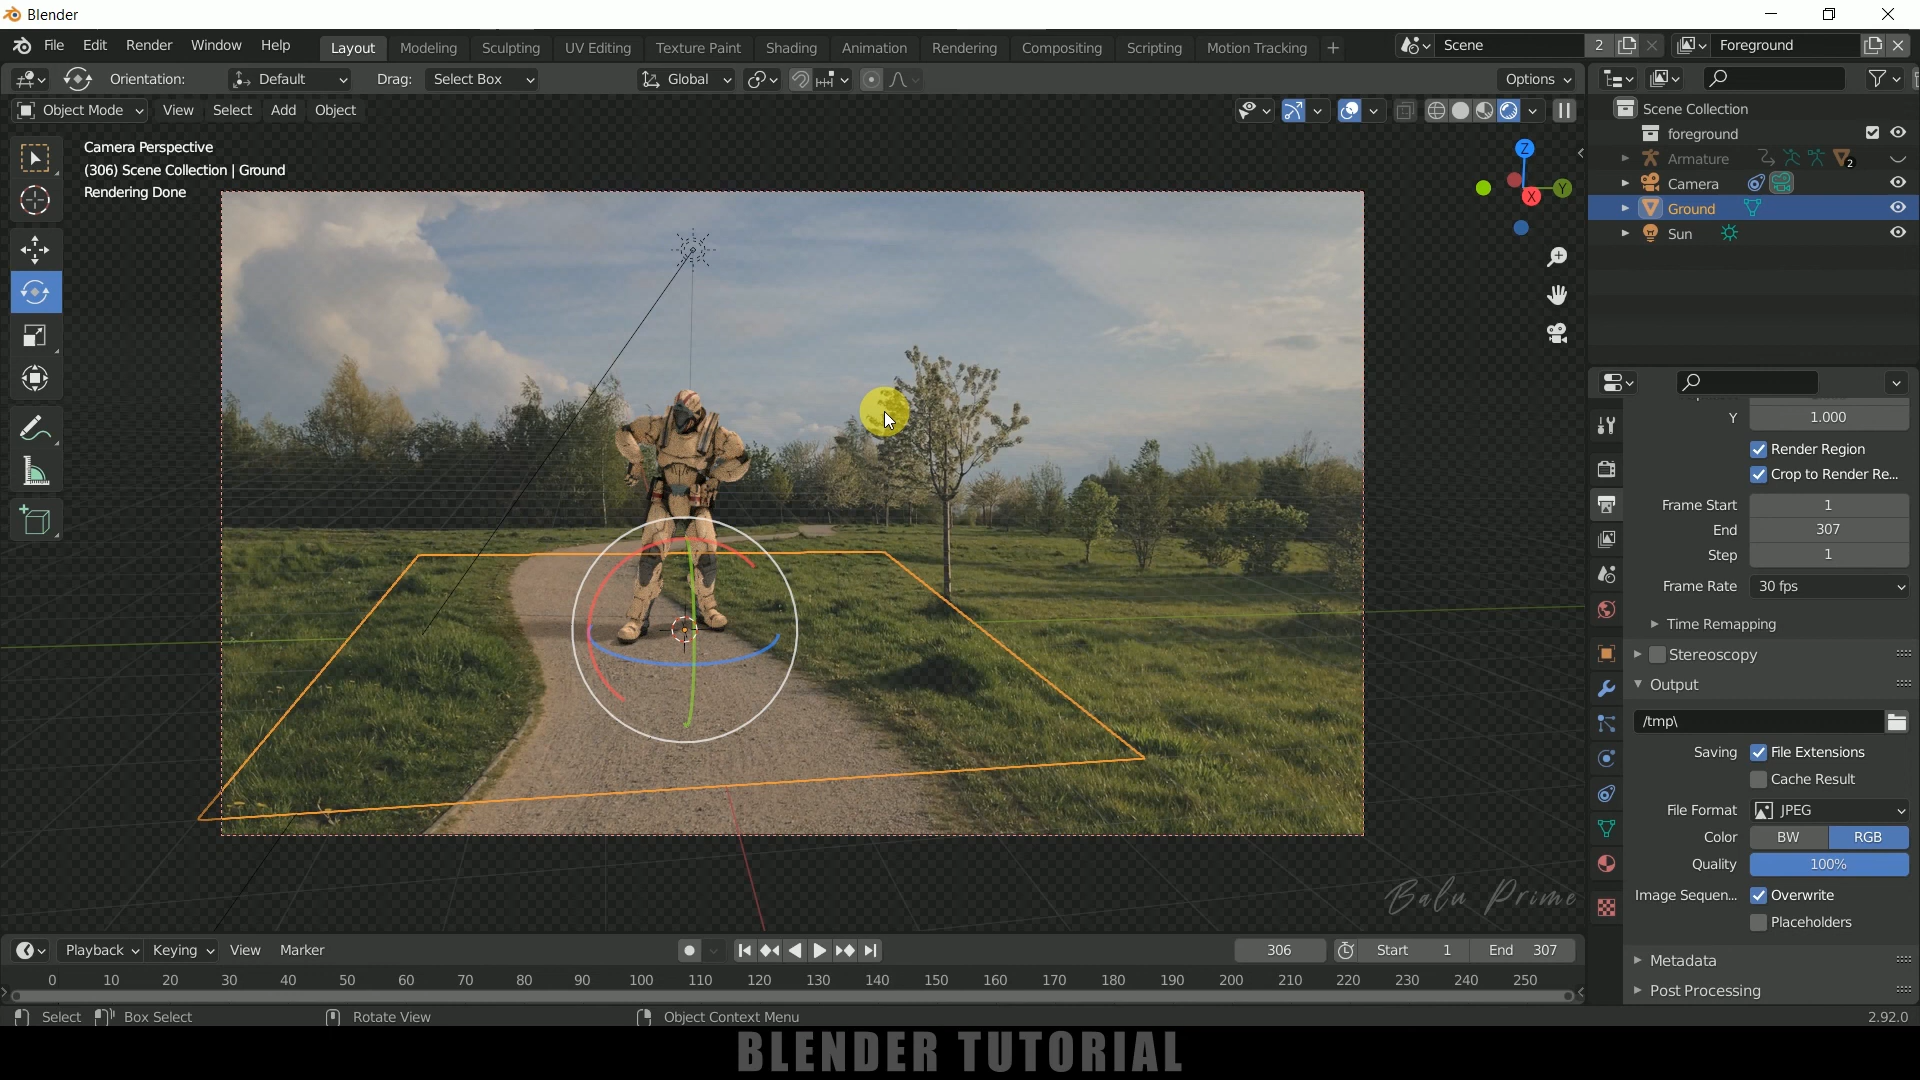 Blender
File Edit Render Window Help Layout Modeling Sculpting UV Editing Texture Paint Shading Animation Rendering Compositing Scripting Motion Tracking + Scene 2 Foreground
Orientation: Default Drag: Select Box Global Options
Object Mode View Select Add Object
Camera Perspective
(306) Scene Collection | Ground
Rendering Done
Z
Y
X
Scene Collection
foreground
Armature 2
Camera
Ground
Sun
Y 1.000
Render Region
Crop to Render Re...
Frame Start 1
End 307
Step 1
Frame Rate 30 fps
Time Remapping
Stereoscopy
Output
/tmp\
Saving File Extensions
Cache Result
File Format JPEG
Color BW RGB
Quality 100%
Image Sequen... Overwrite
Placeholders
Metadata
Post Processing
Balu Prime
Playback Keying View Marker 306 Start 1 End 307
0 10 20 30 40 50 60 70 80 90 100 110 120 130 140 150 160 170 180 190 200 210 220 230 240 250
Select Box Select Rotate View Object Context Menu 2.92.0
BLENDER TUTORIAL